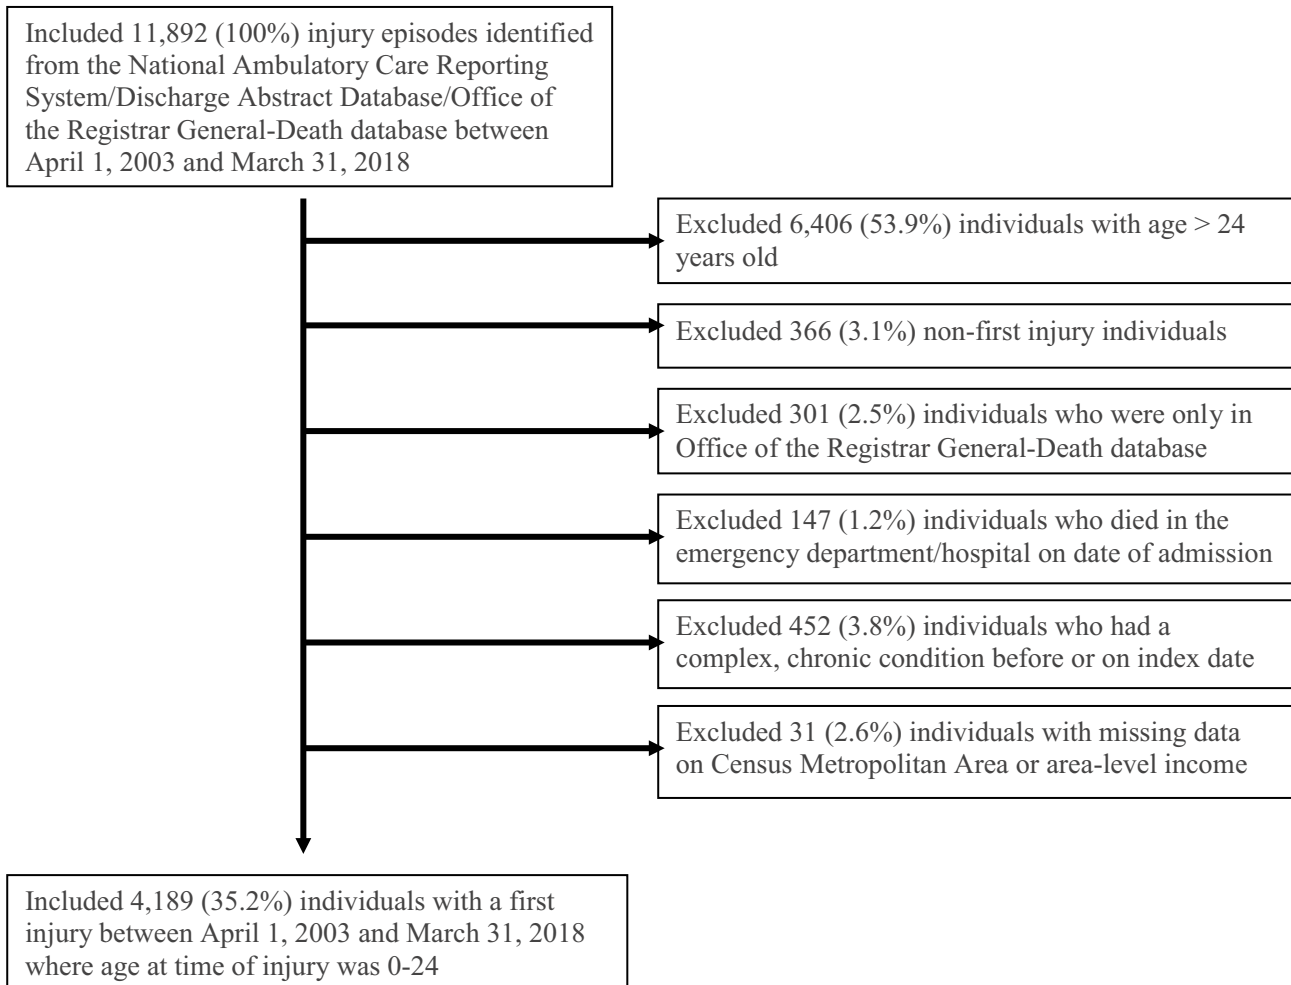 Included 11,892 (100%) injury episodes identified
from the National Ambulatory Care Reporting
System/Discharge Abstract Database/Office of
the Registrar General-Death database between
April 1, 2003 and March 31, 2018
Excluded 6,406 (53.9%) individuals with age > 24
years old
Excluded 366 (3.1%) non-first injury individuals
Excluded 301 (2.5%) individuals who were only in
Office of the Registrar General-Death database
Excluded 147 (1.2%) individuals who died in the
emergency department/hospital on date of admission
Excluded 452 (3.8%) individuals who had a
complex, chronic condition before or on index date
Excluded 31 (2.6%) individuals with missing data
on Census Metropolitan Area or area-level income
Included 4,189 (35.2%) individuals with a first
injury between April 1, 2003 and March 31, 2018
where age at time of injury was 0-24